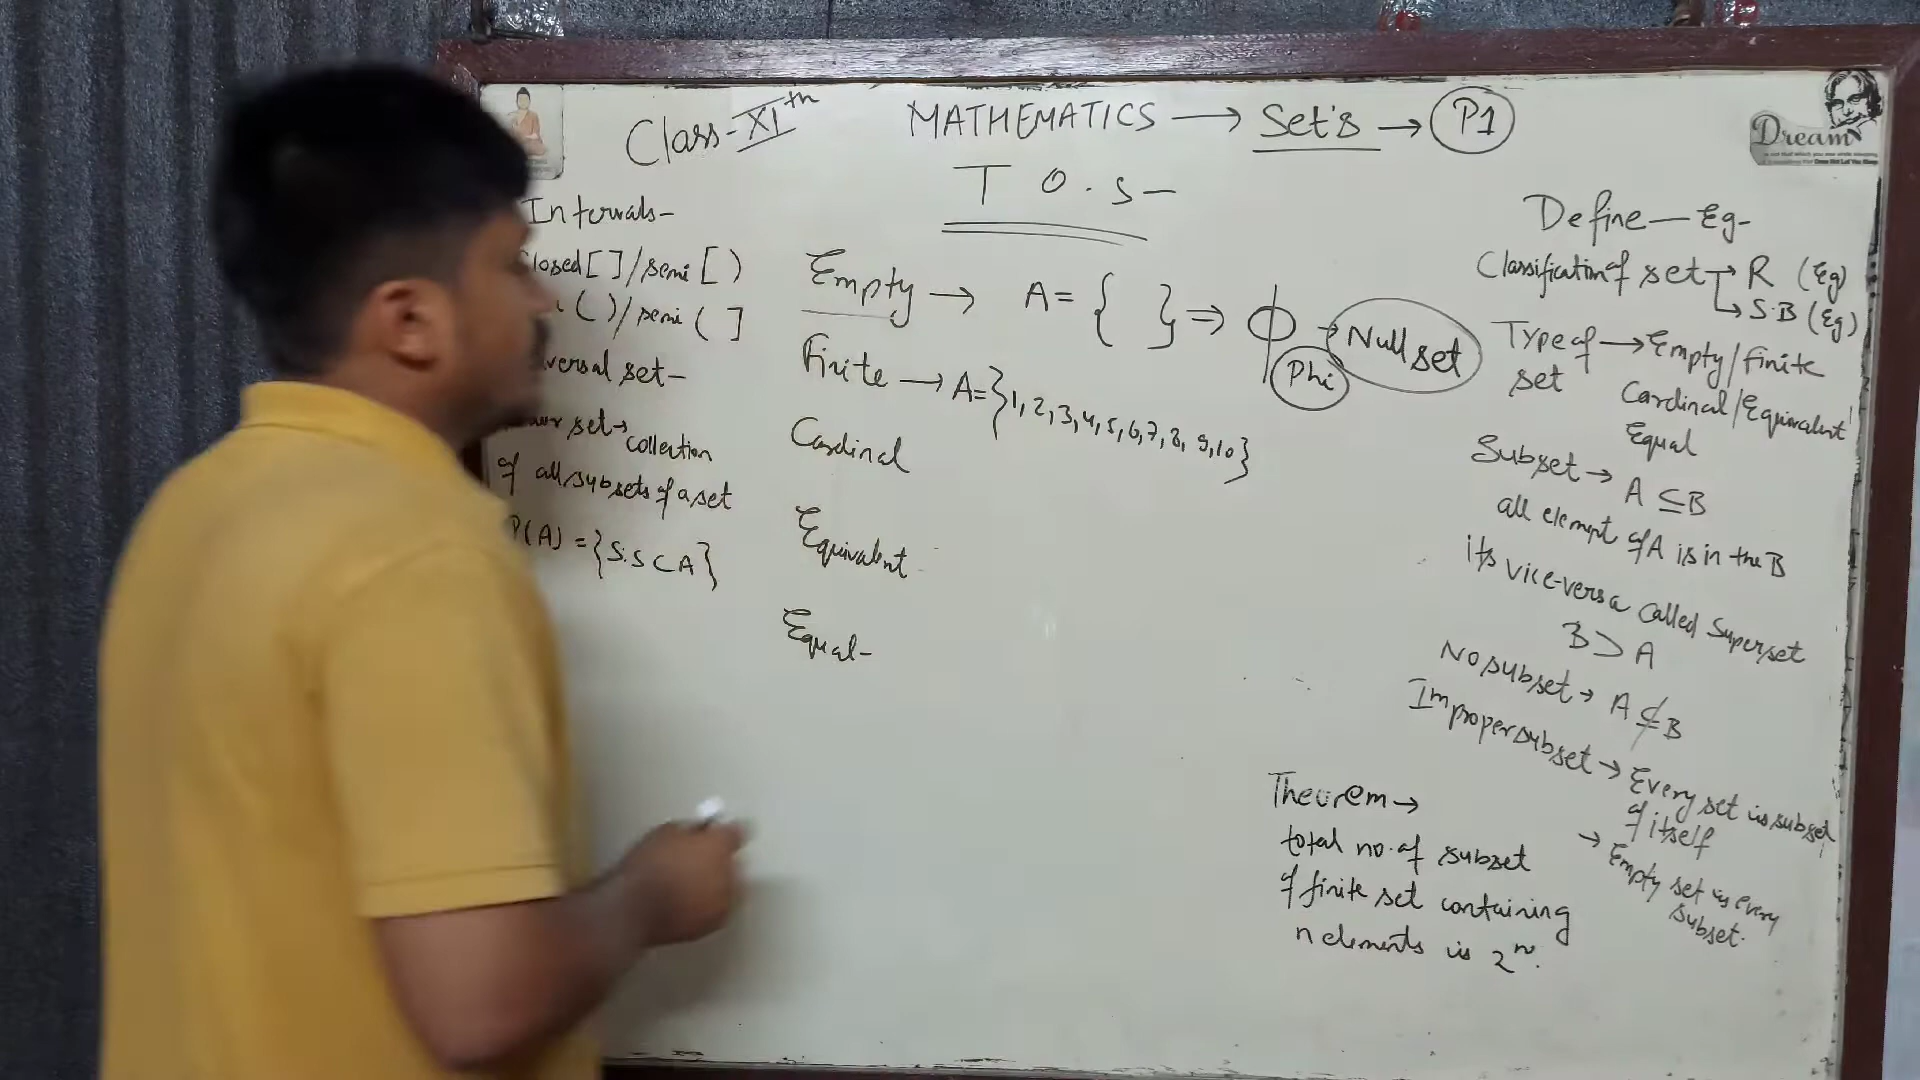 Class-XIth MATHEMATICS → Set's → P1
T O.S-
Intervals-
Closed [ ]/semi [ )
( )/semi ( ]
versal set-
set→ collection
of all subsets of a set
P(A) = {S:S⊂A}
Empty → A = { } ⇒ ϕ → Null set
Phi
Finite → A={1,2,3,4,5,6,7,8,9,10}
Cardinal
Equivalent
Equal-
Define — Eg-
Classification of set → R (Eg)
→ S.B (Eg)
Type of set → Empty/finite
Cardinal/Equivalent
Equal
Subset → A ⊆ B
all element of A is in the B
its vice-versa called Superset
B ⊃ A
No subset → A ⊈ B
Improper subset → Every set is subset
of itself
→ Empty set is every
subset.
Theorem →
total no. of subset
of finite set containing
n elements is 2ⁿ.
Dream